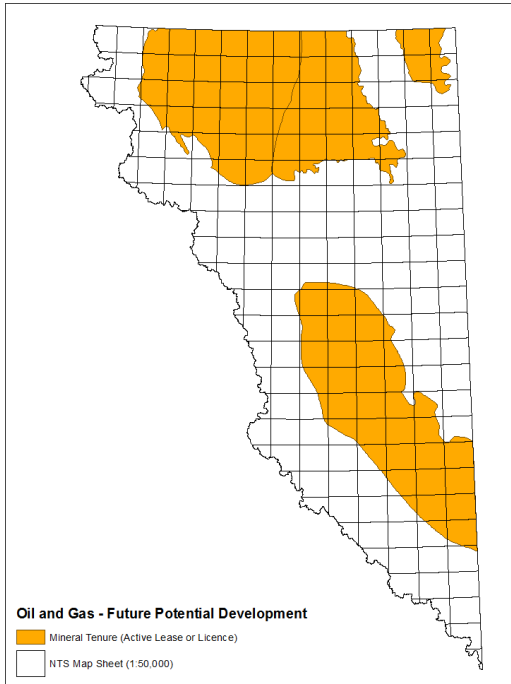 Oil and Gas - Future Potential Development
Mineral Tenure (Active Lease or Licence)
NTS Map Sheet (1:50,000)